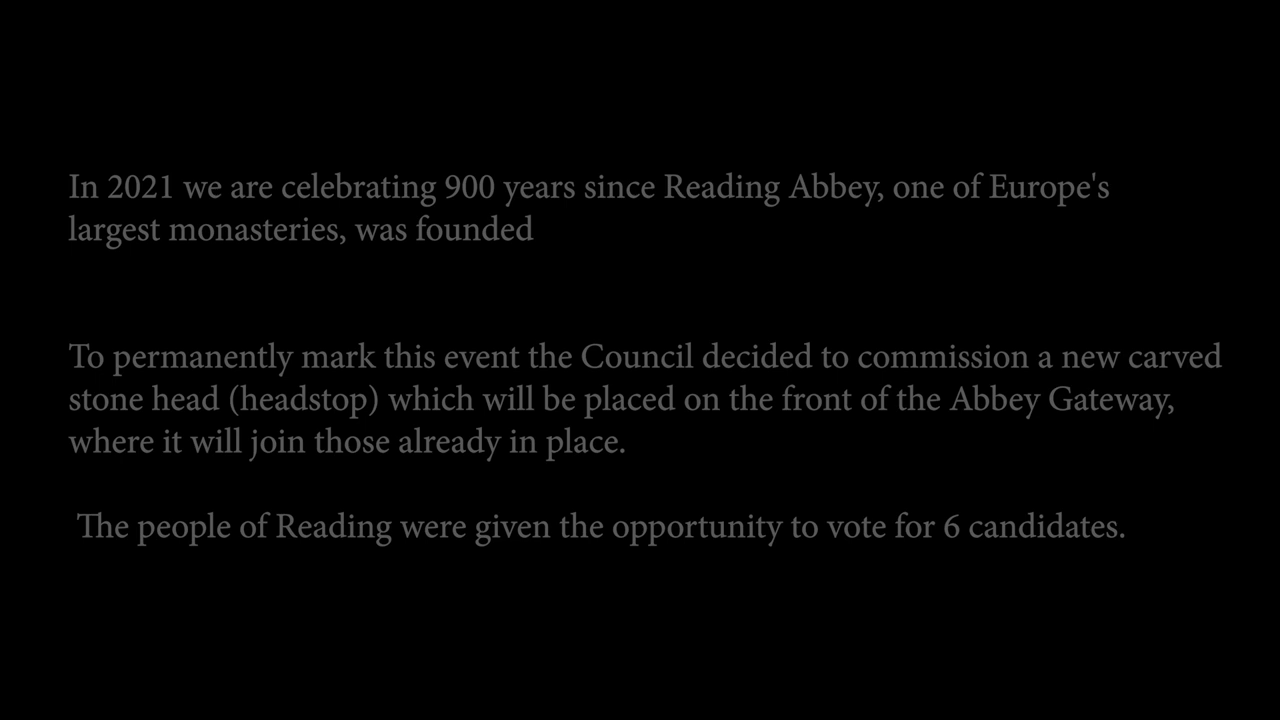 In 2021 we are celebrating 900 years since Reading Abbey, one of Europe's
largest monasteries, was founded
To permanently mark this event the Council decided to commission a new carved
stone head (headstop) which will be placed on the front of the Abbey Gateway,
where it will join those already in place.
The people of Reading were given the opportunity to vote for 6 candidates.